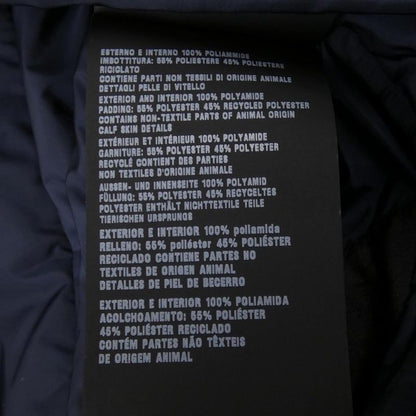 ESTERNO E INTERNO 100% POLIAMMIDE
IMBOTTITURA: 55% POLIESTERE 45% POLIESTERE
RICICLATO
CONTIENE PARTI NON TESSILI DI ORIGINE ANIMALE
DETTAGLI PELLE DI VITELLO
EXTERIOR AND INTERIOR 100% POLYAMIDE
PADDING: 55% POLYESTER 45% RECYCLED POLYESTER
CONTAINS NON-TEXTILE PARTS OF ANIMAL ORIGIN
CALF SKIN DETAILS
EXTÉRIEUR ET INTÉRIEUR 100% POLYAMIDE
GARNITURE: 55% POLYESTER 45% POLYESTER
RECYCLÉ CONTIENT DES PARTIES
NON TEXTILES D'ORIGINE ANIMALE
AUSSEN- UND INNENSEITE 100% POLYAMID
FÜLLUNG: 55% POLYESTER 45% RECYCELTES
POLYESTER ENTHÄLT NICHTTEXTILE TEILE
TIERISCHEN URSPRUNGS
EXTERIOR E INTERIOR 100% poliamida
RELLENO: 55% poliéster 45% POLIÉSTER
RECICLADO CONTIENE PARTES NO
TEXTILES DE ORIGEN ANIMAL
DETALLES DE PIEL DE BECERRO
EXTERIOR E INTERIOR 100% POLIAMIDA
ACOLCHOAMENTO: 55% POLIÉSTER
45% POLIÉSTER RECICLADO
CONTÉM PARTES NÃO TÊXTEIS
DE ORIGEM ANIMAL